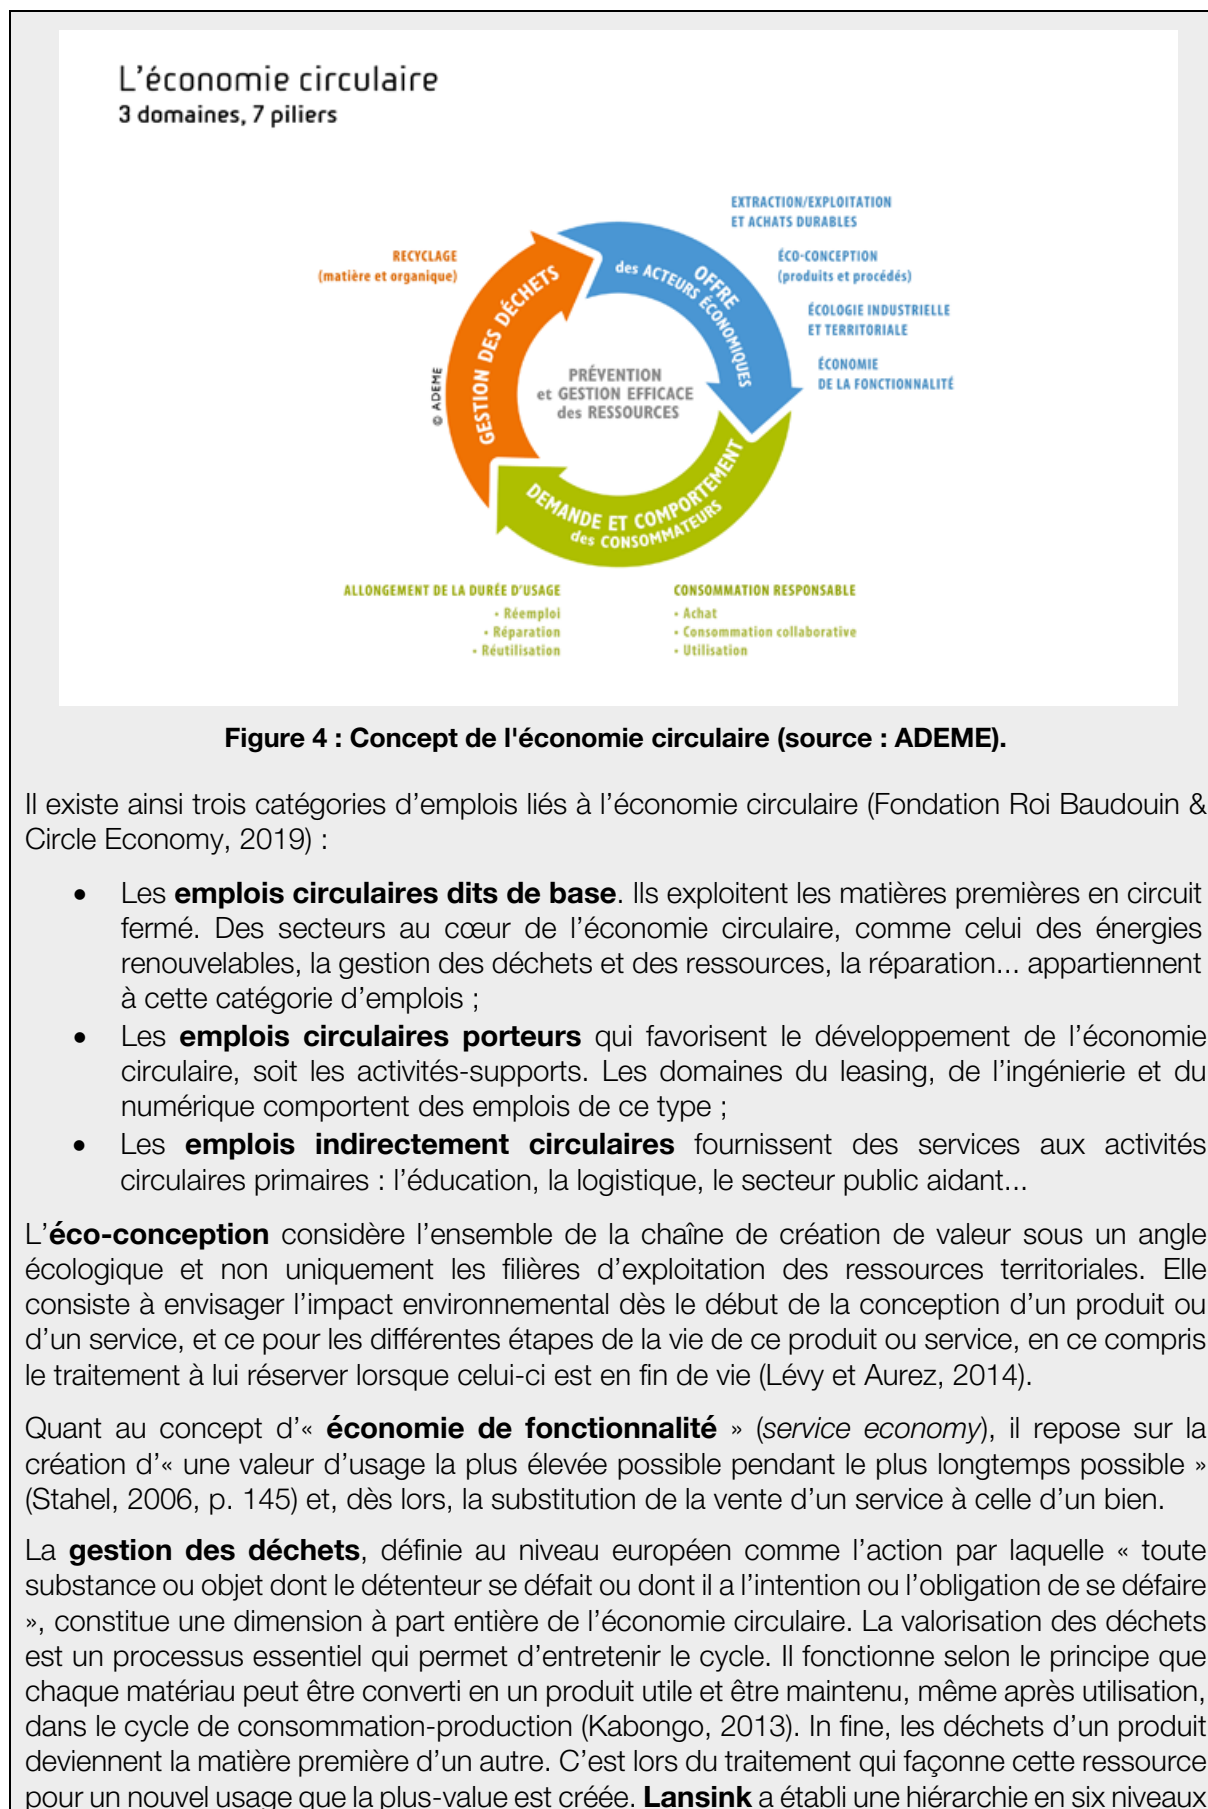 L'économie circulaire
3 domaines, 7 piliers
EXTRACTION/EXPLOITATION
ET ACHATS DURABLES
RECYCLAGE
(matière et organique)
ÉCO-CONCEPTION
(produits et procédés)
ÉCOLOGIE INDUSTRIELLE
ET TERRITORIALE
ÉCONOMIE
DE LA FONCTIONNALITÉ
GESTION DES DÉCHETS
OFFRE
des ACTEURS ÉCONOMIQUES
PRÉVENTION
et GESTION EFFICACE
des RESSOURCES
© ADEME
DEMANDE ET COMPORTEMENT
des CONSOMMATEURS
ALLONGEMENT DE LA DURÉE D'USAGE
• Réemploi
• Réparation
• Réutilisation
CONSOMMATION RESPONSABLE
• Achat
• Consommation collaborative
• Utilisation
Figure 4 : Concept de l'économie circulaire (source : ADEME).
Il existe ainsi trois catégories d'emplois liés à l'économie circulaire (Fondation Roi Baudouin &
Circle Economy, 2019) :
• Les emplois circulaires dits de base. Ils exploitent les matières premières en circuit
fermé. Des secteurs au cœur de l'économie circulaire, comme celui des énergies
renouvelables, la gestion des déchets et des ressources, la réparation... appartiennent
à cette catégorie d'emplois ;
• Les emplois circulaires porteurs qui favorisent le développement de l'économie
circulaire, soit les activités-supports. Les domaines du leasing, de l'ingénierie et du
numérique comportent des emplois de ce type ;
• Les emplois indirectement circulaires fournissent des services aux activités
circulaires primaires : l'éducation, la logistique, le secteur public aidant...
L'éco-conception considère l'ensemble de la chaîne de création de valeur sous un angle
écologique et non uniquement les filières d'exploitation des ressources territoriales. Elle
consiste à envisager l'impact environnemental dès le début de la conception d'un produit ou
d'un service, et ce pour les différentes étapes de la vie de ce produit ou service, en ce compris
le traitement à lui réserver lorsque celui-ci est en fin de vie (Lévy et Aurez, 2014).
Quant au concept d'« économie de fonctionnalité » (service economy), il repose sur la
création d'« une valeur d'usage la plus élevée possible pendant le plus longtemps possible »
(Stahel, 2006, p. 145) et, dès lors, la substitution de la vente d'un service à celle d'un bien.
La gestion des déchets, définie au niveau européen comme l'action par laquelle « toute
substance ou objet dont le détenteur se défait ou dont il a l'intention ou l'obligation de se défaire
», constitue une dimension à part entière de l'économie circulaire. La valorisation des déchets
est un processus essentiel qui permet d'entretenir le cycle. Il fonctionne selon le principe que
chaque matériau peut être converti en un produit utile et être maintenu, même après utilisation,
dans le cycle de consommation-production (Kabongo, 2013). In fine, les déchets d'un produit
deviennent la matière première d'un autre. C'est lors du traitement qui façonne cette ressource
pour un nouvel usage que la plus-value est créée. Lansink a établi une hiérarchie en six niveaux